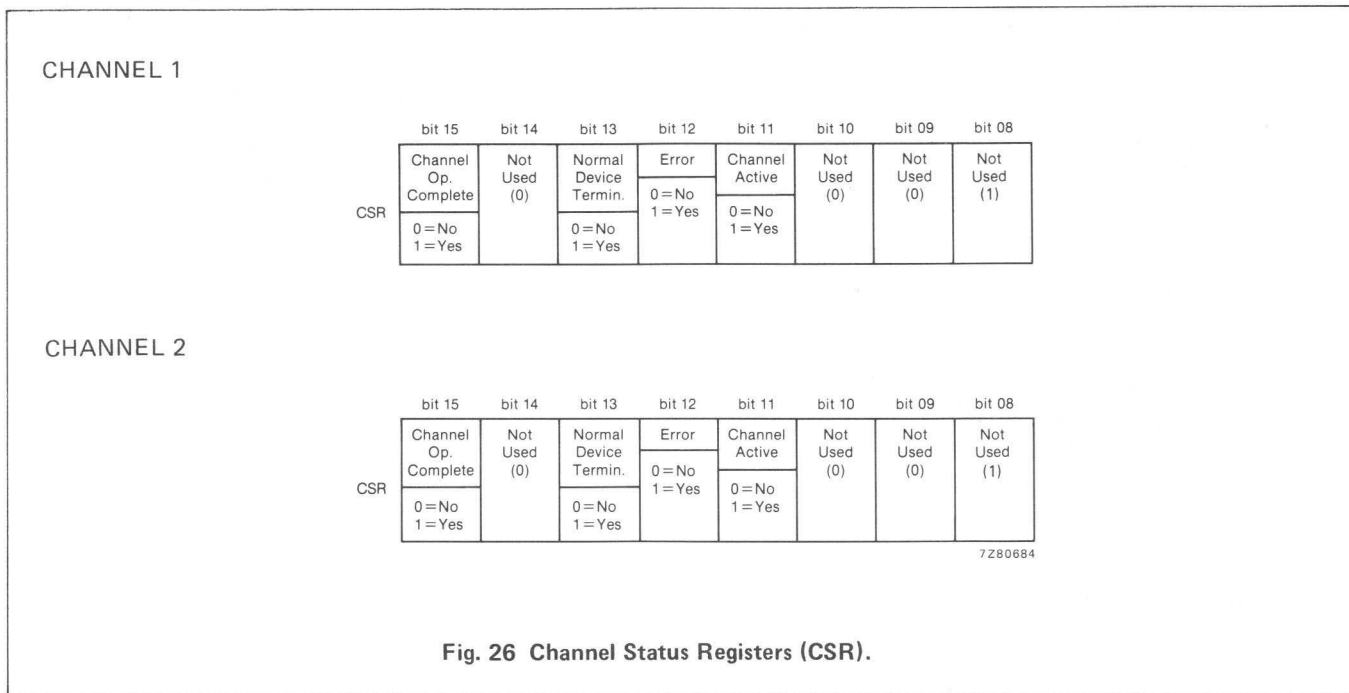 CHANNEL 1
bit 15 bit 14 bit 13 bit 12 bit 11 bit 10 bit 09 bit 08
CSR
Channel
Op.
Complete
0=No
1=Yes
Not
Used
(0)
Normal
Device
Termin.
0=No
1=Yes
Error
0=No
1=Yes
Channel
Active
0=No
1=Yes
Not
Used
(0)
Not
Used
(0)
Not
Used
(1)
CHANNEL 2
bit 15 bit 14 bit 13 bit 12 bit 11 bit 10 bit 09 bit 08
CSR
Channel
Op.
Complete
0=No
1=Yes
Not
Used
(0)
Normal
Device
Termin.
0=No
1=Yes
Error
0=No
1=Yes
Channel
Active
0=No
1=Yes
Not
Used
(0)
Not
Used
(0)
Not
Used
(1)
7Z80684
Fig. 26 Channel Status Registers (CSR).